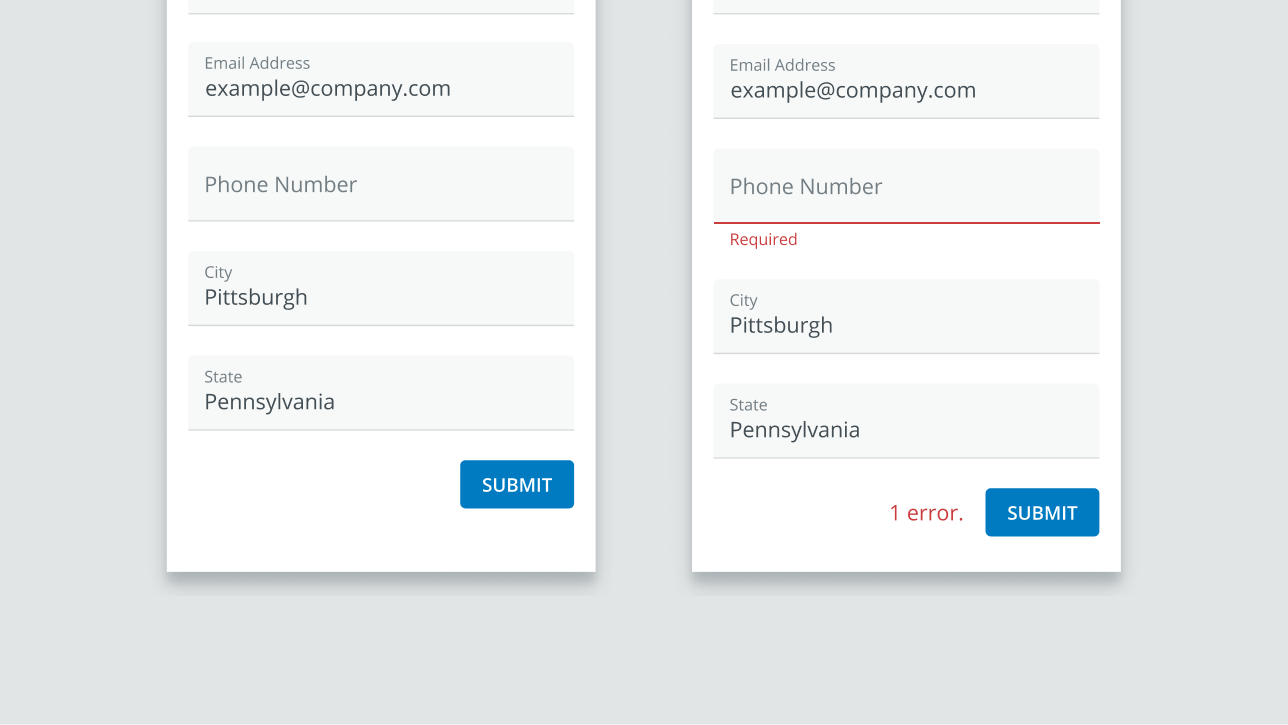 Email Address
example@company.com
Phone Number
City
Pittsburgh
State
Pennsylvania
SUBMIT
Email Address
example@company.com
Phone Number
Required
City
Pittsburgh
State
Pennsylvania
1 error.
SUBMIT